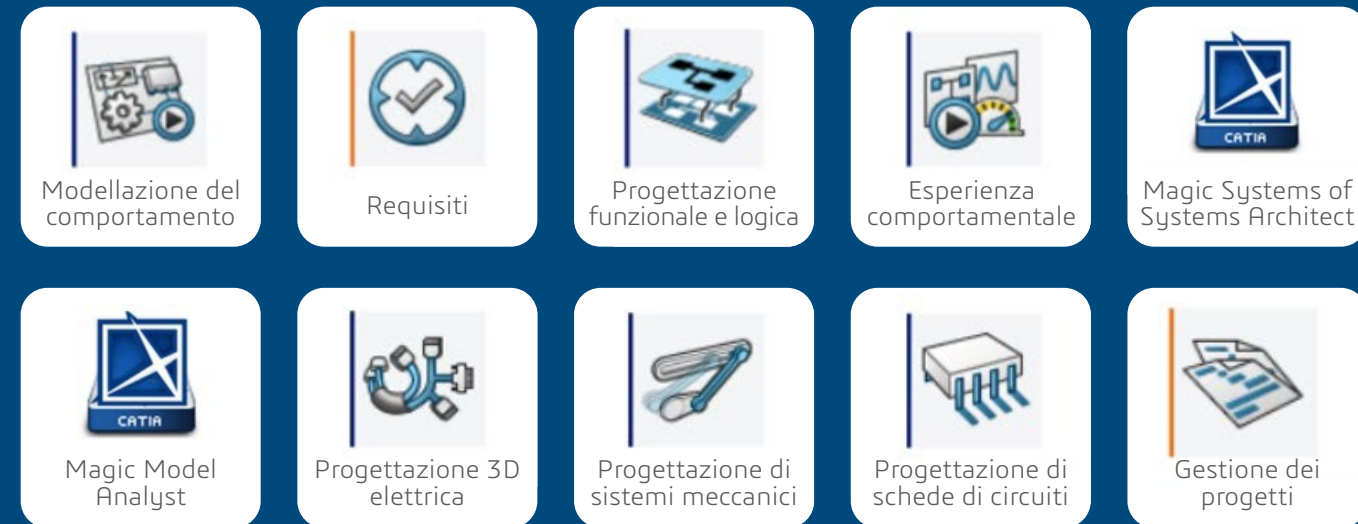 Modellazione del
comportamento
Requisiti
Progettazione
funzionale e logica
Esperienza
comportamentale
CATIA
Magic Systems of
Systems Architect
CATIA
Magic Model
Analyst
Progettazione 3D
elettrica
Progettazione di
sistemi meccanici
Progettazione di
schede di circuiti
Gestione dei
progetti